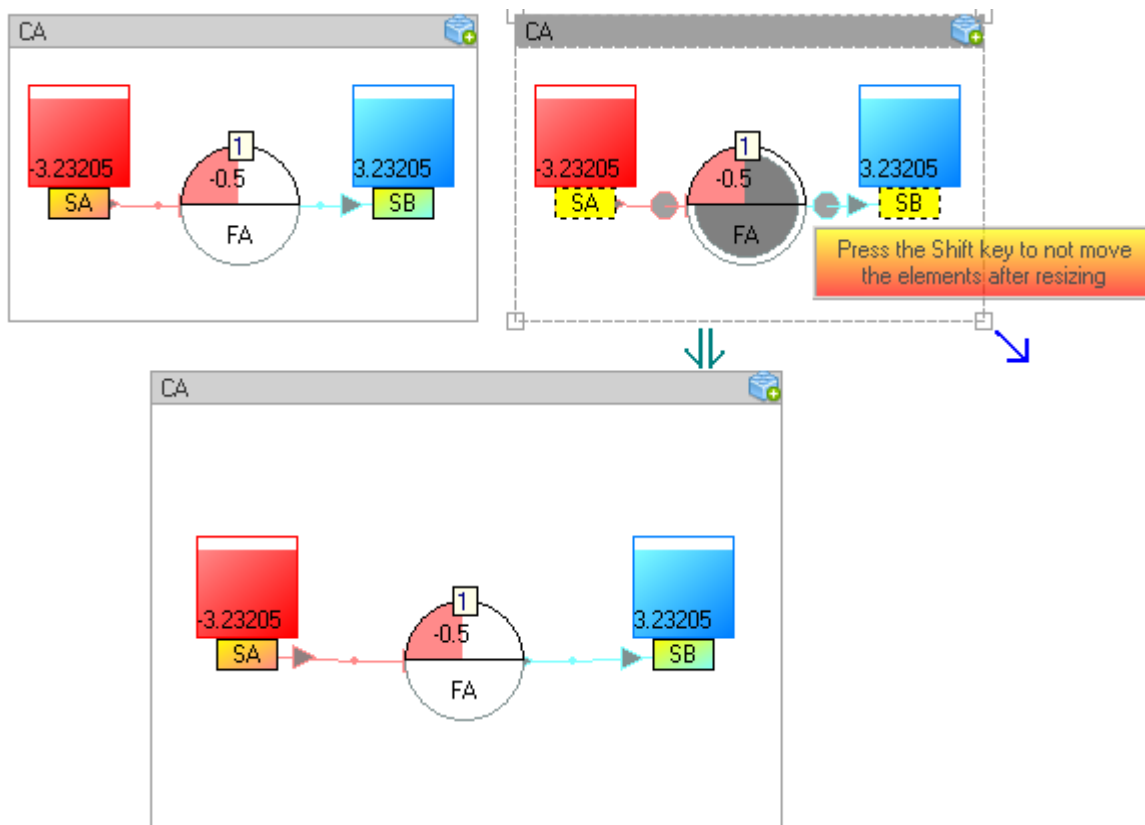 CA
-3.23205
3.23205
1
-0.5
SA
SB
FA
CA
-3.23205
3.23205
1
-0.5
SA
SB
FA
Press the Shift key to not move
the elements after resizing
CA
-3.23205
3.23205
1
-0.5
SA
SB
FA